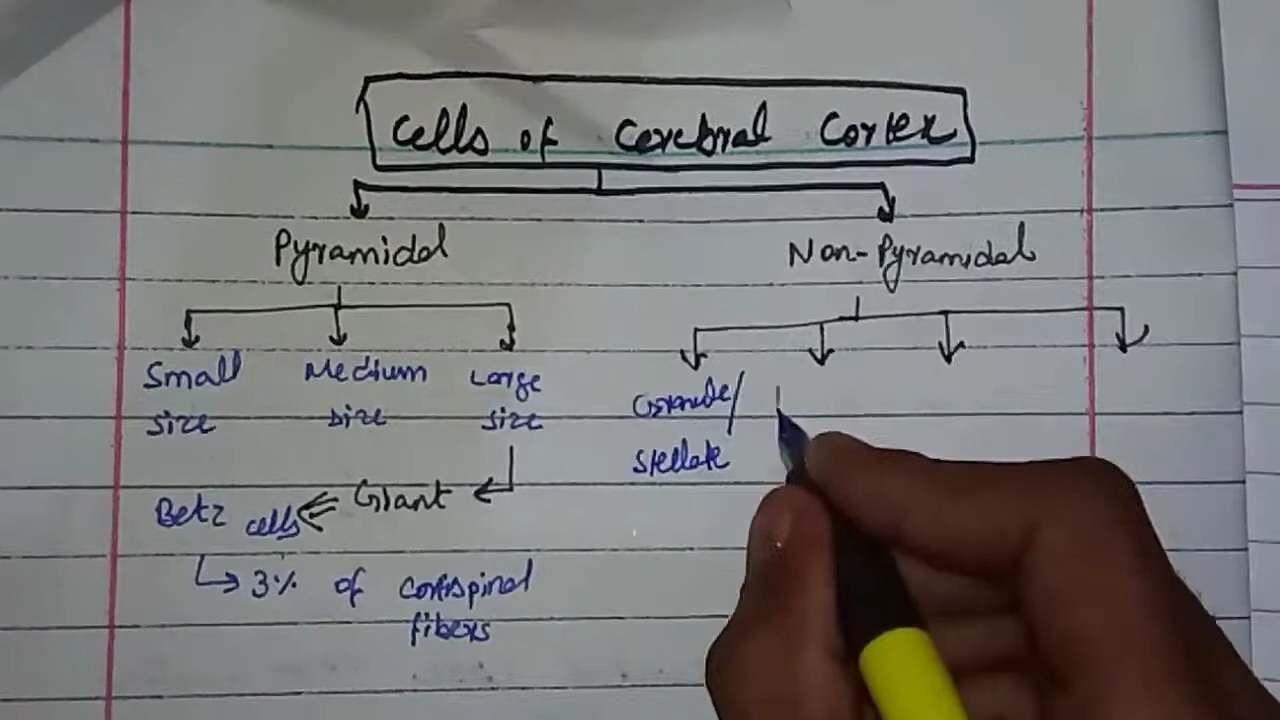 Cells of Cerebral Cortex
Pyramidal
Non-Pyramidal
Small size
Medium size
Large size
Granule/
Stellate
Giant
Betz cells
3% of cortispinal
fibers